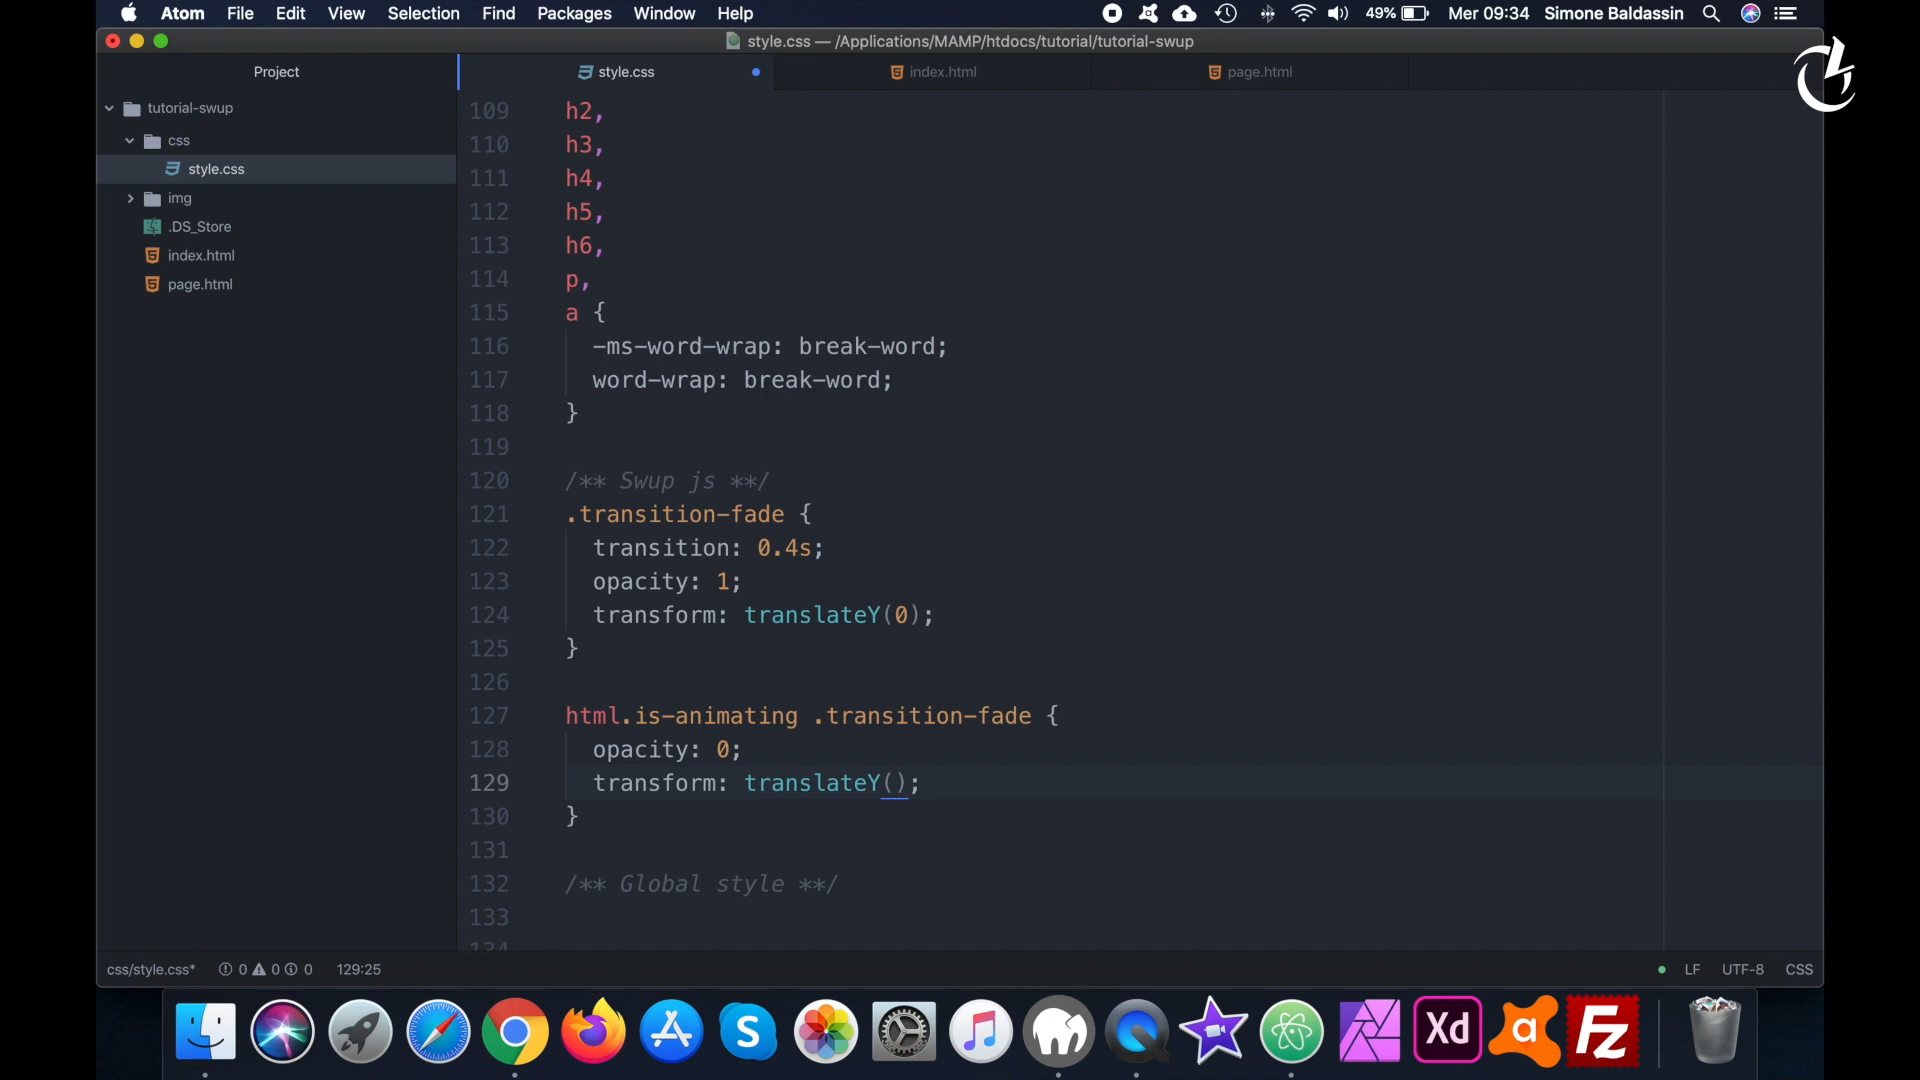 Atom File Edit View Selection Find Packages Window Help 49% Mer 09:34 Simone Baldassin
style.css — /Applications/MAMP/htdocs/tutorial/tutorial-swup
Project
style.css
index.html
page.html
tutorial-swup
css
style.css
img
.DS_Store
index.html
page.html
109 h2,
110 h3,
111 h4,
112 h5,
113 h6,
114 p,
115 a {
116 -ms-word-wrap: break-word;
117 word-wrap: break-word;
118 }
119
120 /** Swup js **/
121 .transition-fade {
122 transition: 0.4s;
123 opacity: 1;
124 transform: translateY(0);
125 }
126
127 html.is-animating .transition-fade {
128 opacity: 0;
129 transform: translateY();
130 }
131
132 /** Global style **/
133
134
css/style.css* 0 0 0 129:25 LF UTF-8 CSS
S Xd a Fz